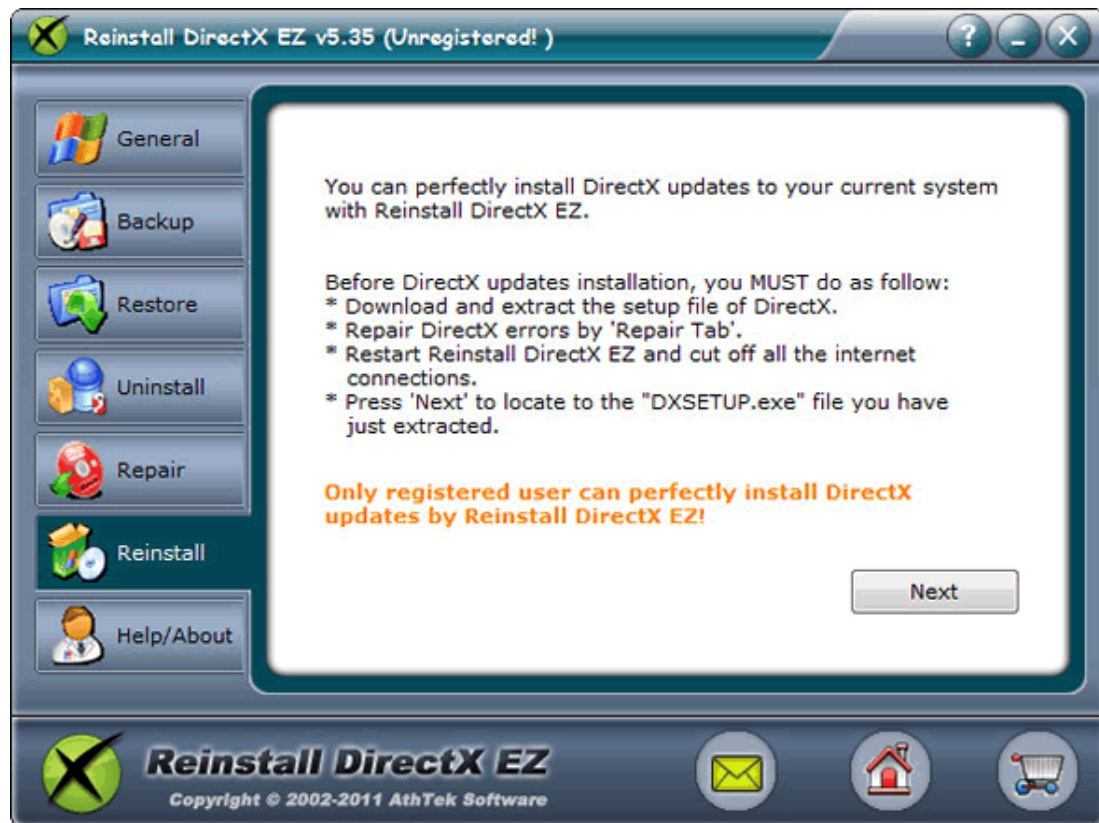 Reinstall DirectX EZ v5.35 (Unregistered! )
?
General
Backup
Restore
Uninstall
Repair
Reinstall
Help/About
You can perfectly install DirectX updates to your current system
with Reinstall DirectX EZ.
Before DirectX updates installation, you MUST do as follow:
* Download and extract the setup file of DirectX.
* Repair DirectX errors by 'Repair Tab'.
* Restart Reinstall DirectX EZ and cut off all the internet
connections.
* Press 'Next' to locate to the "DXSETUP.exe" file you have
just extracted.
Only registered user can perfectly install DirectX
updates by Reinstall DirectX EZ!
Next
Reinstall DirectX EZ
Copyright © 2002-2011 AthTek Software